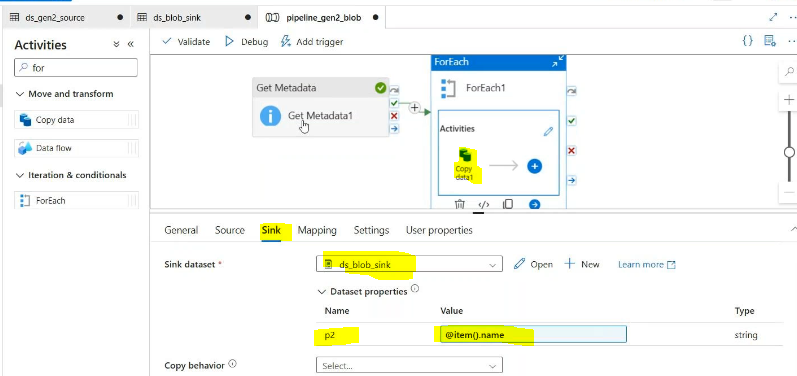 ds_gen2_source
ds_blob_sink
pipeline_gen2_blob
Activities
for
Move and transform
Copy data
Data flow
Iteration & conditionals
ForEach
Validate
Debug
Add trigger
Get Metadata
Get Metadata1
ForEach
ForEach1
Activities
Copy
data1
General
Source
Sink
Mapping
Settings
User properties
Sink dataset *
ds_blob_sink
Open
New
Learn more
Dataset properties
Name
Value
Type
p2
@item().name
string
Copy behavior
Select...